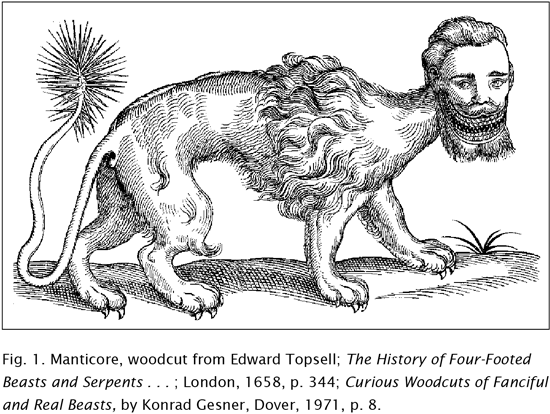 Fig. 1. Manticore, woodcut from Edward Topsell; The History of Four-Footed
Beasts and Serpents . . . ; London, 1658, p. 344; Curious Woodcuts of Fanciful
and Real Beasts, by Konrad Gesner, Dover, 1971, p. 8.